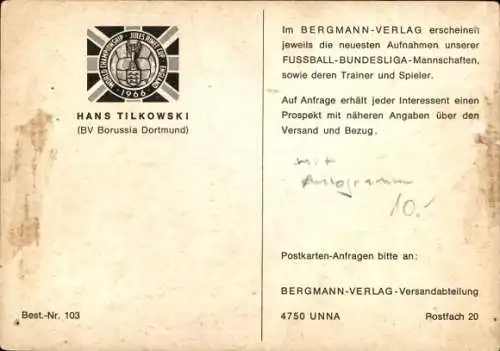 WORLD CHAMPIONSHIP · JULES RIMET CUP · ENGLAND
· 1966 ·
HANS TILKOWSKI
(BV Borussia Dortmund)
Best.-Nr. 103
Im BERGMANN-VERLAG erscheinen
jeweils die neuesten Aufnahmen unserer
FUSSBALL-BUNDESLIGA-Mannschaften,
sowie deren Trainer und Spieler.
Auf Anfrage erhält jeder Interessent einen
Prospekt mit näheren Angaben über den
Versand und Bezug.
mit
Autogramm
10.-
Postkarten-Anfragen bitte an:
BERGMANN-VERLAG-Versandabteilung
4750 UNNA Postfach 20